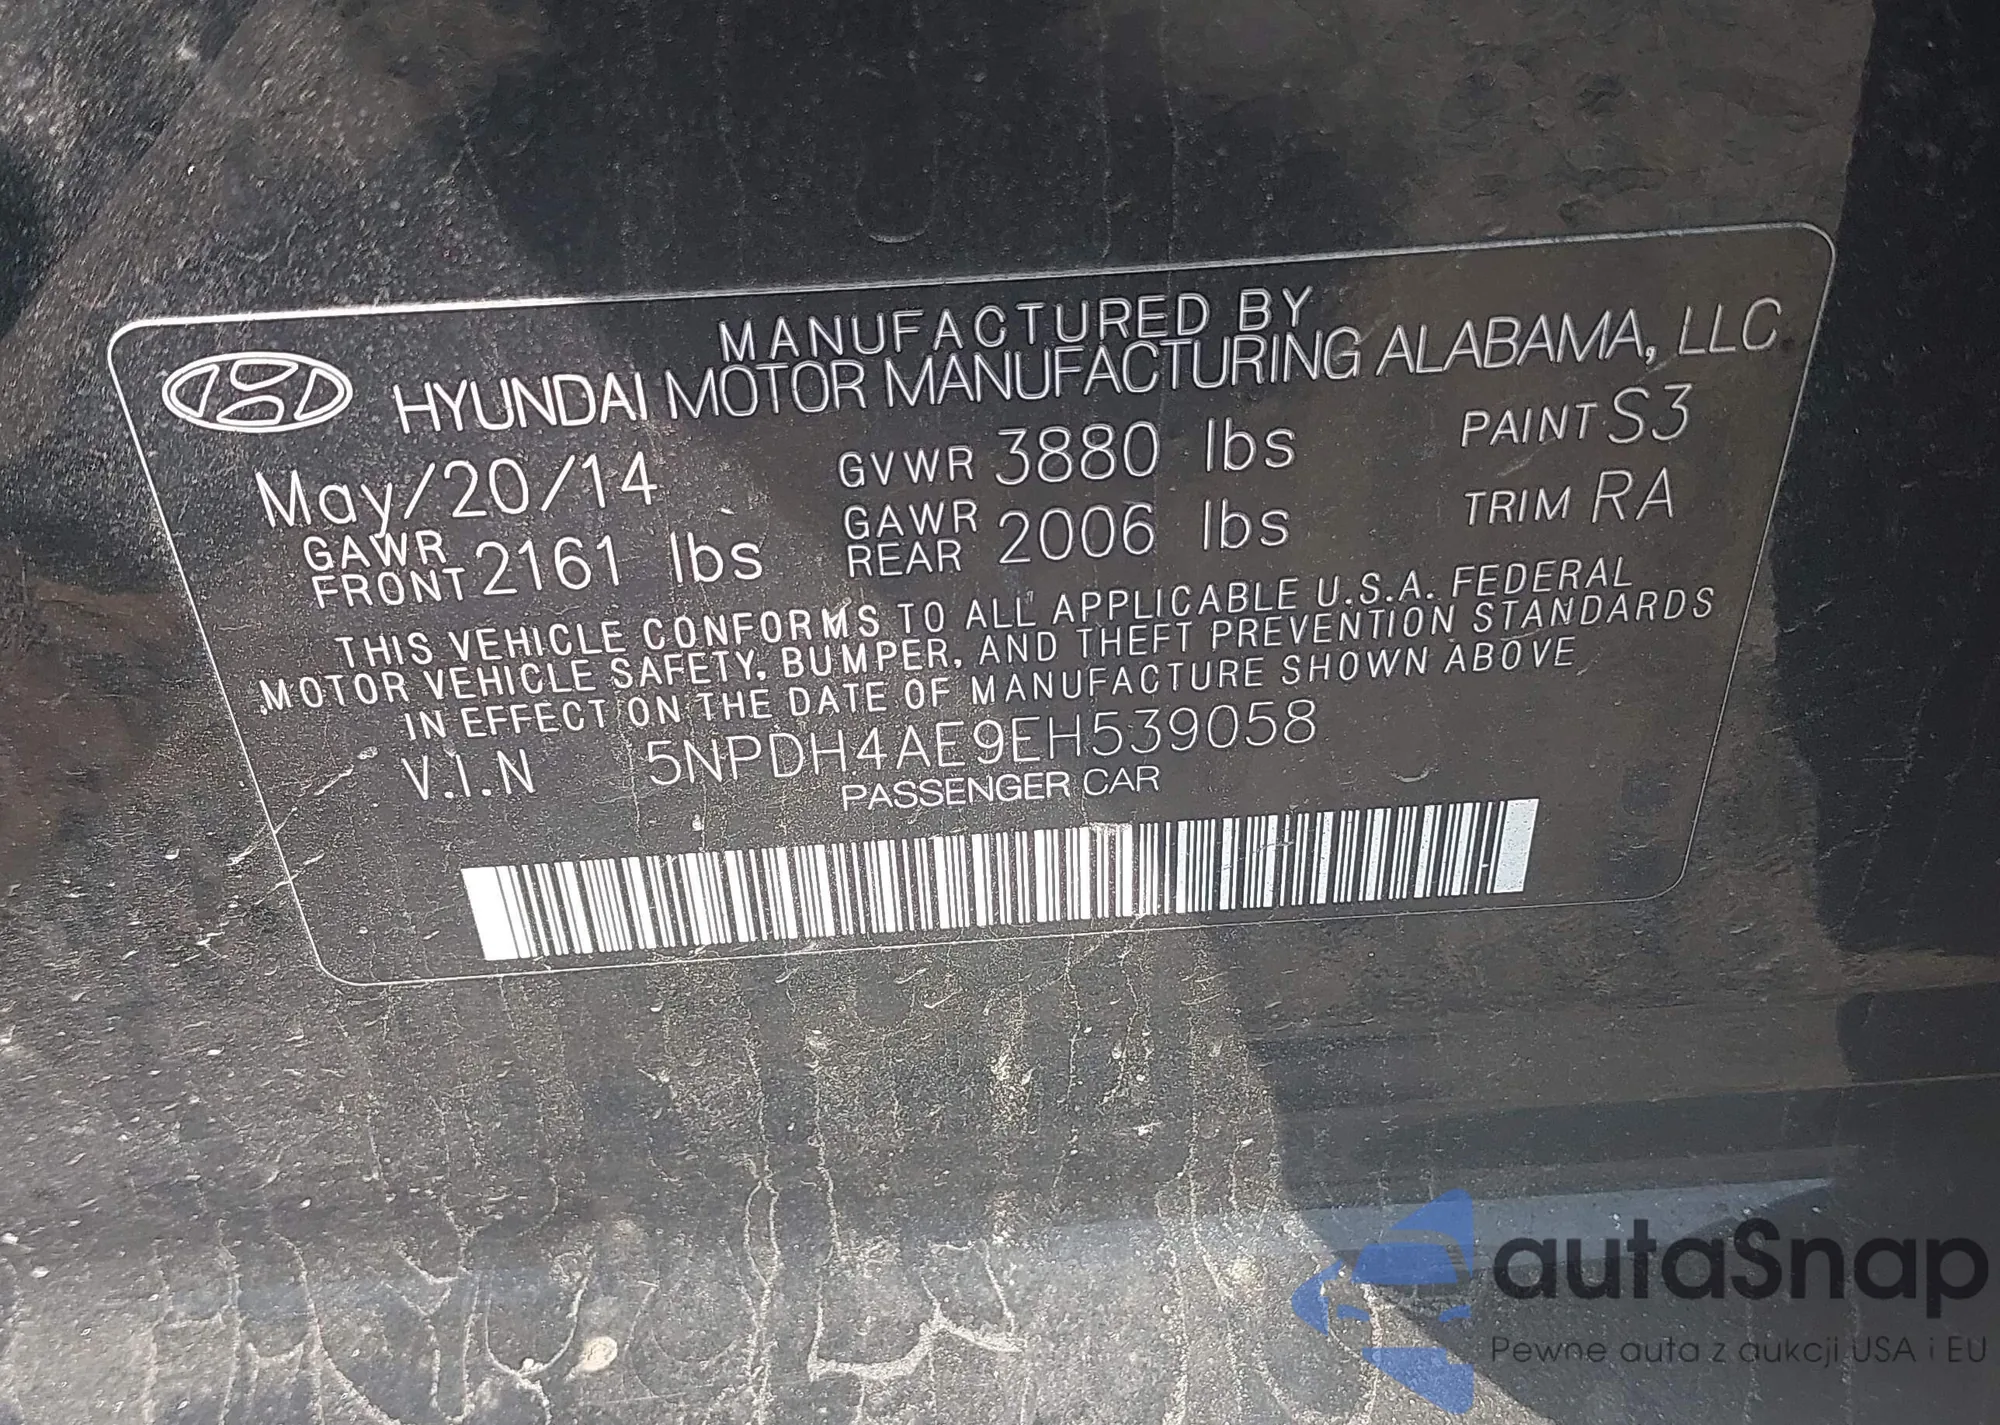 MANUFACTURED BY
HYUNDAI MOTOR MANUFACTURING ALABAMA, LLC
May/20/14 GVWR 3880 lbs PAINT S3
GAWR FRONT 2161 lbs GAWR REAR 2006 lbs TRIM RA
THIS VEHICLE CONFORMS TO ALL APPLICABLE U.S.A. FEDERAL
MOTOR VEHICLE SAFETY, BUMPER, AND THEFT PREVENTION STANDARDS
IN EFFECT ON THE DATE OF MANUFACTURE SHOWN ABOVE
V.I.N 5NPDH4AE9EH539058
PASSENGER CAR
autaSnap
Pewne auta z aukcji USA i EU